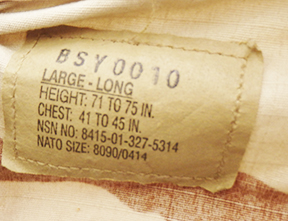 BSY0010
LARGE - LONG
HEIGHT: 71 TO 75 IN.
CHEST: 41 TO 45 IN.
NSN NO: 8415-01-327-5314
NATO SIZE: 8090/0414